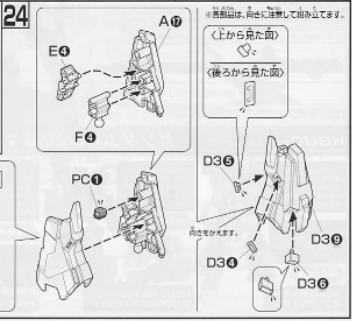 24
A⓱
E❹
F❹
PC❶
※各部品は、向きに注意して組み立てます。
〈上から見た図〉
〈後ろから見た図〉
D3❺
向きをかえます。
D3❾
D3❹
D3❻